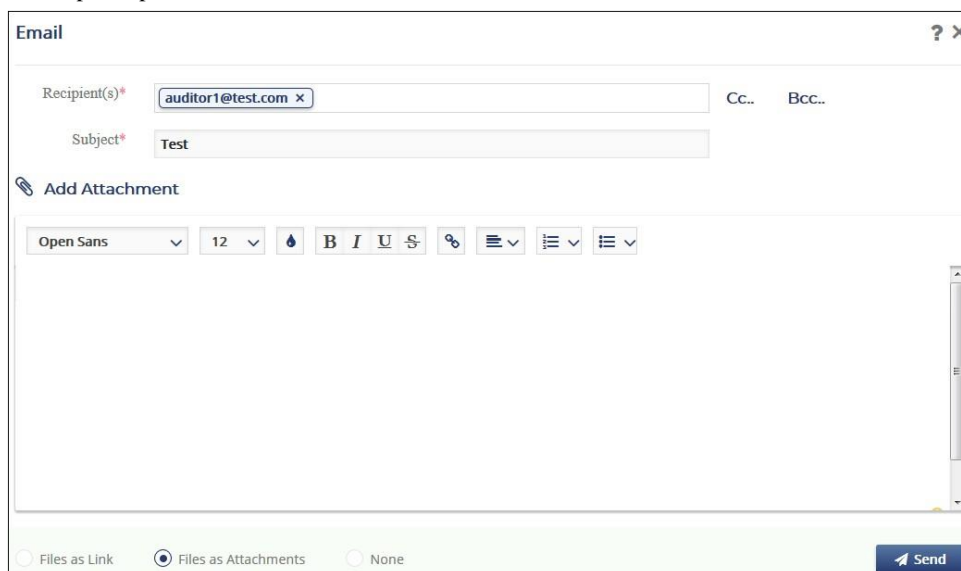 Email ? ×
Recipient(s)* auditor1@test.com × Cc.. Bcc..
Subject* Test
Add Attachment
Open Sans 12 B I U S
Files as Link Files as Attachments None Send